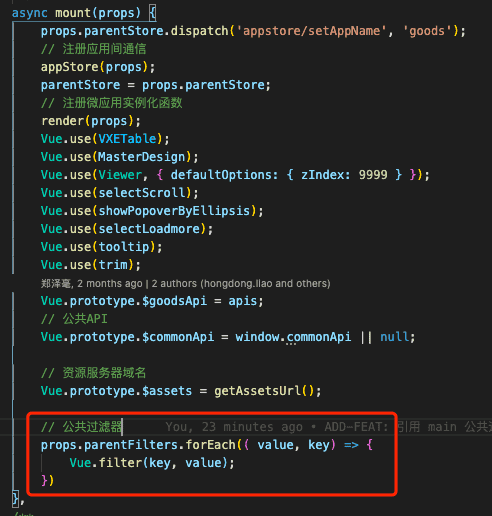 async mount(props) {
props.parentStore.dispatch('appstore/setAppName', 'goods');
// 注册应用间通信
appStore(props);
parentStore = props.parentStore;
// 注册微应用实例化函数
render(props);
Vue.use(VXETable);
Vue.use(MasterDesign);
Vue.use(Viewer, { defaultOptions: { zIndex: 9999 } });
Vue.use(selectScroll);
Vue.use(showPopoverByEllipsis);
Vue.use(selectLoadmore);
Vue.use(tooltip);
Vue.use(trim);
郑泽毫, 2 months ago | 2 authors (hongdong.liao and others)
Vue.prototype.$goodsApi = apis;
// 公共API
Vue.prototype.$commonApi = window.commonApi || null;
// 资源服务器域名
Vue.prototype.$assets = getAssetsUrl();
// 公共过滤器 You, 23 minutes ago • ADD-FEAT: 引用 main 公共
props.parentFilters.forEach(( value, key) => {
Vue.filter(key, value);
})
},